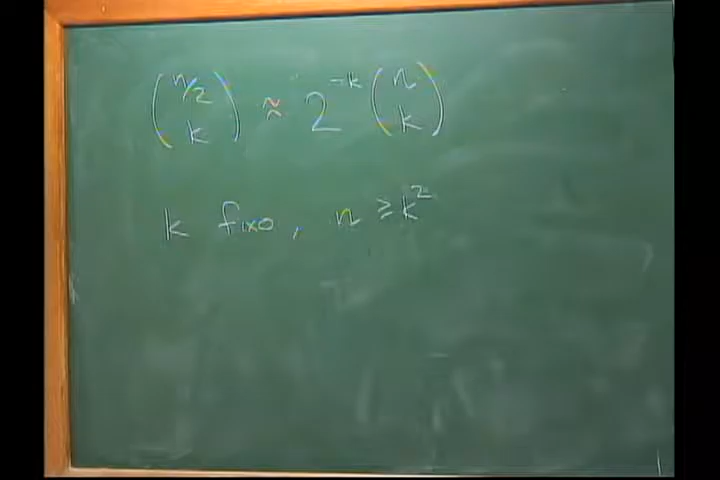 (n/2 k) ≈ 2^{-k} (n k)
k fixo, n ≥ k²